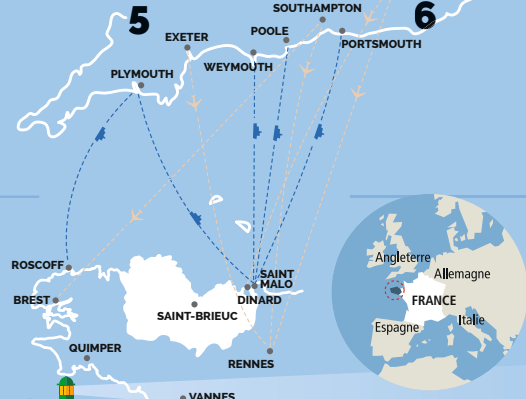 5
SOUTHAMPTON
6
EXETER
POOLE
PORTSMOUTH
WEYMOUTH
PLYMOUTH
ROSCOFF
SAINT
MALO
BREST
DINARD
SAINT-BRIEUC
QUIMPER
RENNES
VANNES
Angleterre
Allemagne
FRANCE
Italie
Espagne